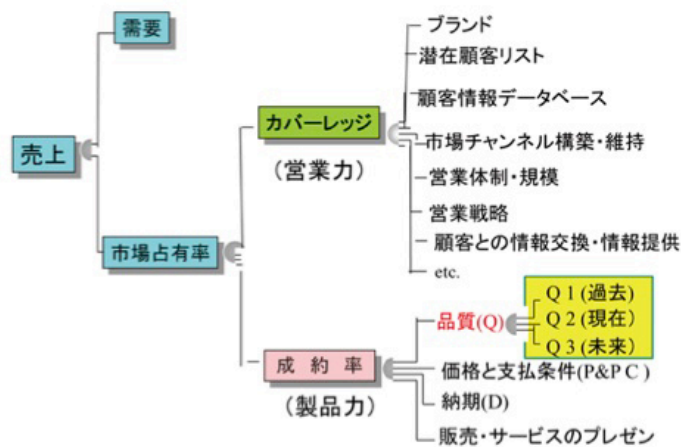 需要
売上
市場占有率
カバーレッジ
(営業力)
ブランド
潜在顧客リスト
顧客情報データベース
市場チャンネル構築・維持
営業体制・規模
営業戦略
顧客との情報交換・情報提供
etc.
成約率
(製品力)
品質(Q)
Q 1 (過去)
Q 2 (現在)
Q 3 (未来)
価格と支払条件(P&P C)
納期(D)
販売・サービスのプレゼン